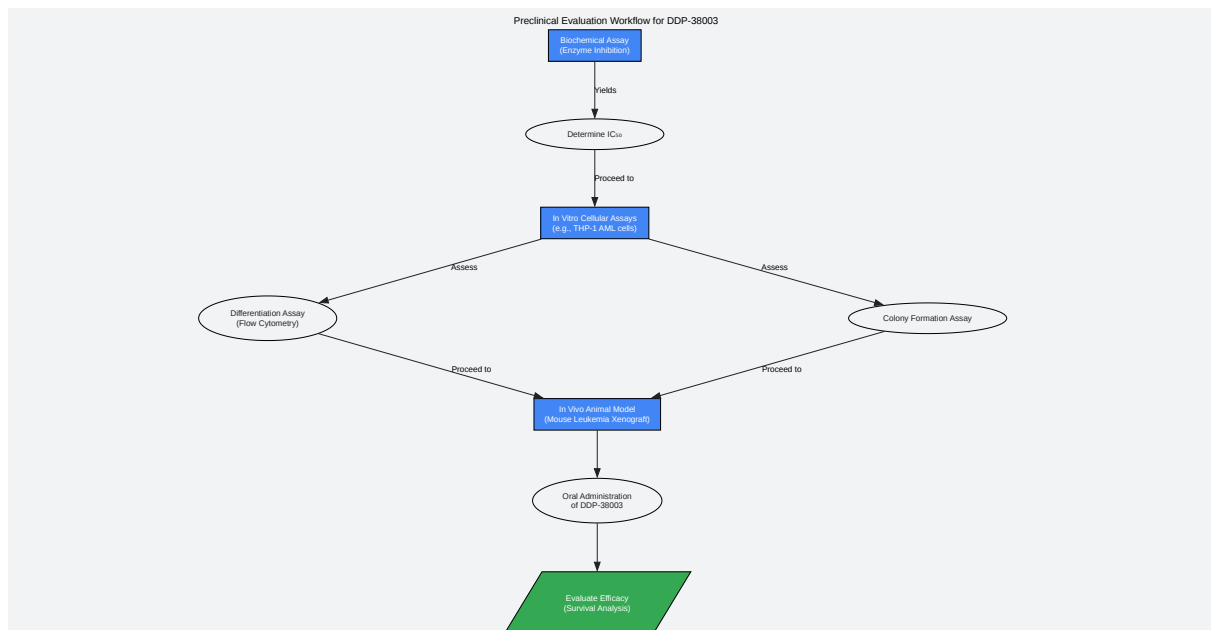 Preclinical Evaluation Workflow for DDP-38003
Biochemical Assay
(Enzyme Inhibition)
Yields
Determine IC₅₀
Proceed to
In Vitro Cellular Assays
(e.g., THP-1 AML cells)
Assess
Assess
Differentiation Assay
(Flow Cytometry)
Colony Formation Assay
Proceed to
Proceed to
In Vivo Animal Model
(Mouse Leukemia Xenograft)
Oral Administration
of DDP-38003
Evaluate Efficacy
(Survival Analysis)